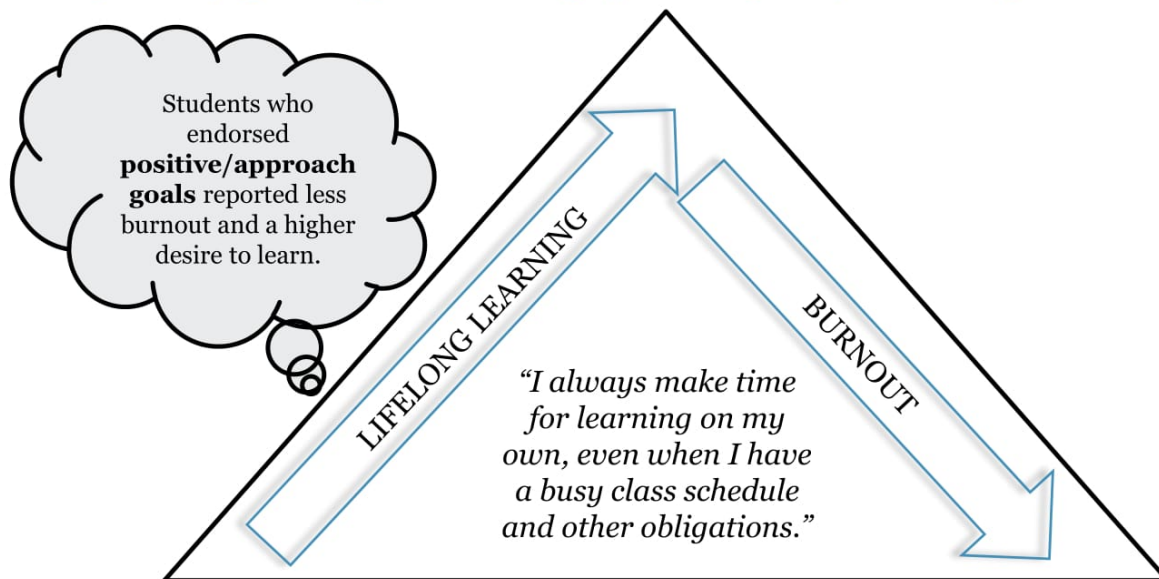 Students who
endorsed
positive/approach
goals reported less
burnout and a higher
desire to learn.
LIFELONG LEARNING
BURNOUT
“I always make time
for learning on my
own, even when I have
a busy class schedule
and other obligations.”